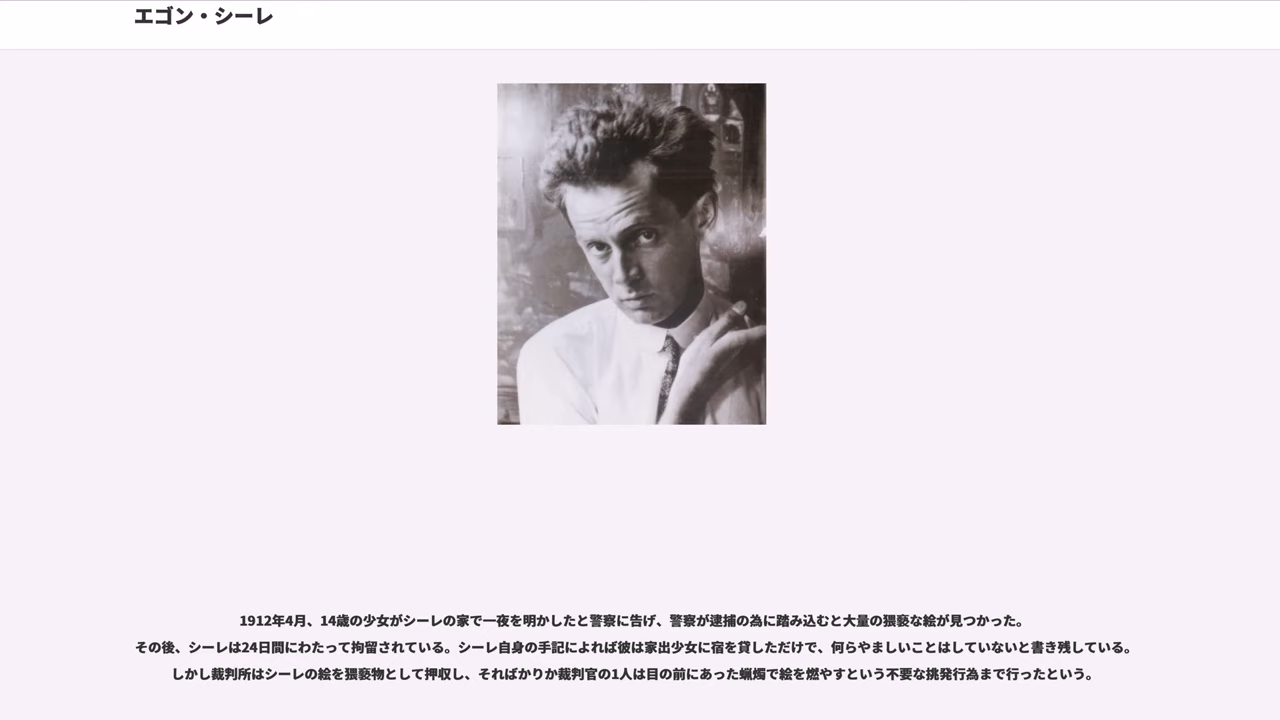 エゴン・シーレ
1912年4月、14歳の少女がシーレの家で一夜を明かしたと警察に告げ、警察が逮捕の為に踏み込むと大量の猥褻な絵が見つかった。
その後、シーレは24日間にわたって拘留されている。シーレ自身の手記によれば彼は家出少女に宿を貸しただけで、何らやましいことはしていないと書き残している。
しかし裁判所はシーレの絵を猥褻物として押収し、そればかりか裁判官の1人は目の前にあった蝋燭で絵を燃やすという不要な挑発行為まで行ったという。